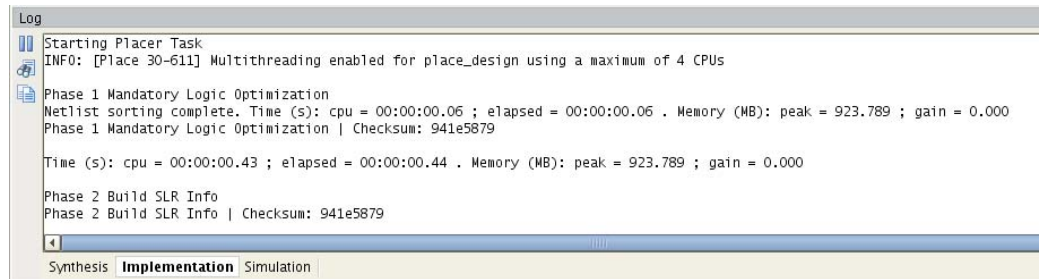 Log
Starting Placer Task
INFO: [Place 30-611] Multithreading enabled for place_design using a maximum of 4 CPUs
Phase 1 Mandatory Logic Optimization
Netlist sorting complete. Time (s): cpu = 00:00:00.06 ; elapsed = 00:00:00.06 . Memory (MB): peak = 923.789 ; gain = 0.000
Phase 1 Mandatory Logic Optimization | Checksum: 941e5879
Time (s): cpu = 00:00:00.43 ; elapsed = 00:00:00.44 . Memory (MB): peak = 923.789 ; gain = 0.000
Phase 2 Build SLR Info
Phase 2 Build SLR Info | Checksum: 941e5879
Synthesis Implementation Simulation